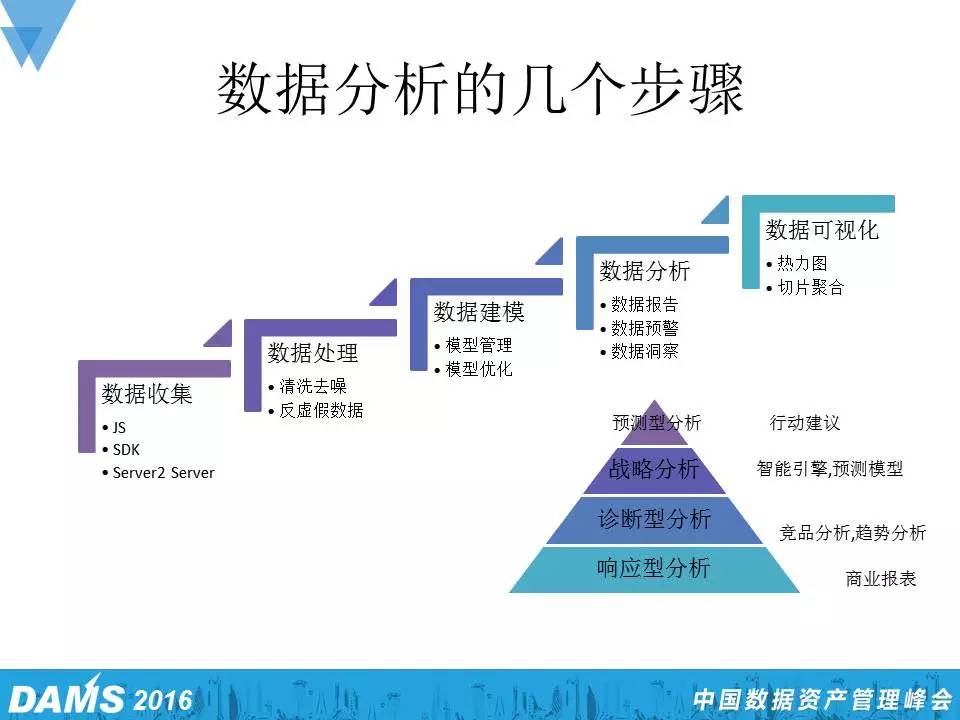 数据分析的几个步骤
数据收集
• JS
• SDK
• Server2 Server
数据处理
• 清洗去噪
• 反虚假数据
数据建模
• 模型管理
• 模型优化
数据分析
• 数据报告
• 数据预警
• 数据洞察
数据可视化
• 热力图
• 切片聚合
预测型分析
行动建议
战略分析
智能引擎,预测模型
诊断型分析
竞品分析,趋势分析
响应型分析
商业报表
DAMS 2016
中国数据资产管理峰会